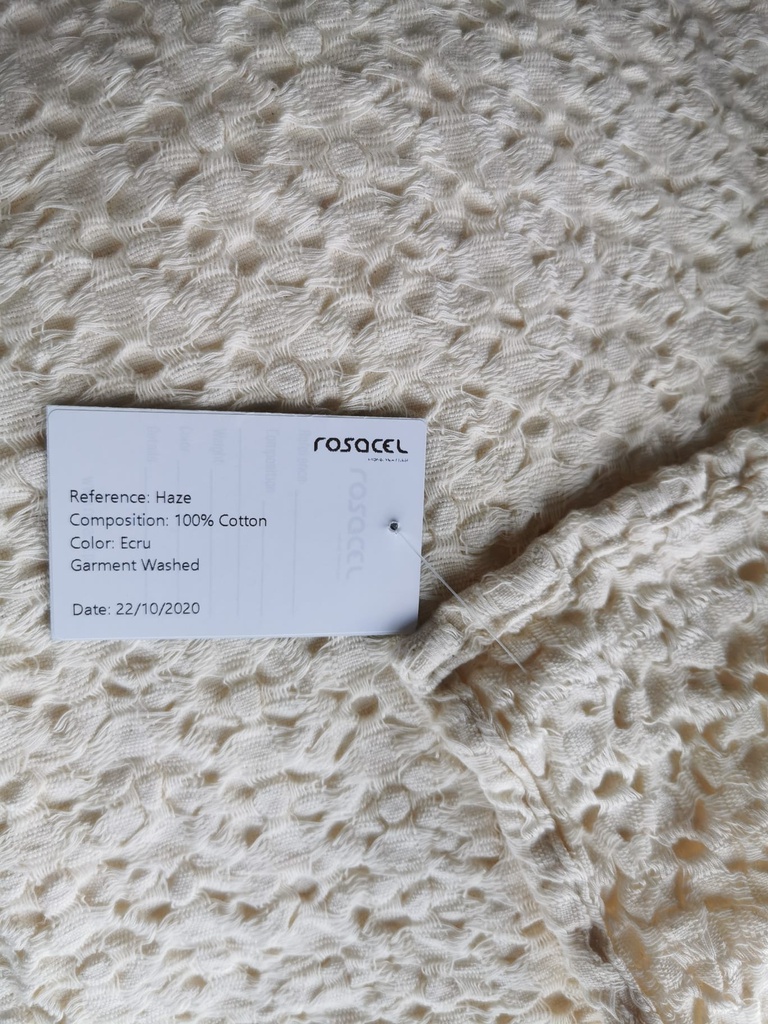 rosacel
Reference: Haze
Composition: 100% Cotton
Color: Ecru
Garment Washed
Date: 22/10/2020